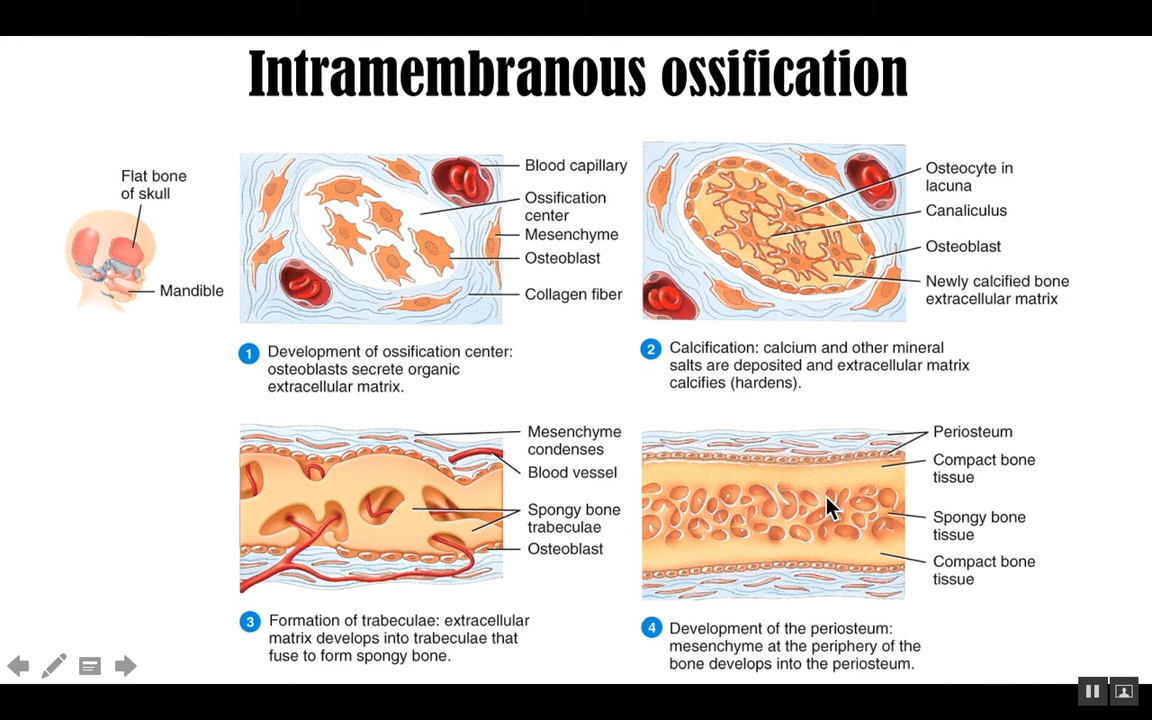 Intramembranous ossification
Flat bone
of skull
Mandible
Blood capillary
Ossification
center
Mesenchyme
Osteoblast
Collagen fiber
1 Development of ossification center:
osteoblasts secrete organic
extracellular matrix.
Osteocyte in
lacuna
Canaliculus
Osteoblast
Newly calcified bone
extracellular matrix
2 Calcification: calcium and other mineral
salts are deposited and extracellular matrix
calcifies (hardens).
Mesenchyme
condenses
Blood vessel
Spongy bone
trabeculae
Osteoblast
3 Formation of trabeculae: extracellular
matrix develops into trabeculae that
fuse to form spongy bone.
Periosteum
Compact bone
tissue
Spongy bone
tissue
Compact bone
tissue
4 Development of the periosteum:
mesenchyme at the periphery of the
bone develops into the periosteum.